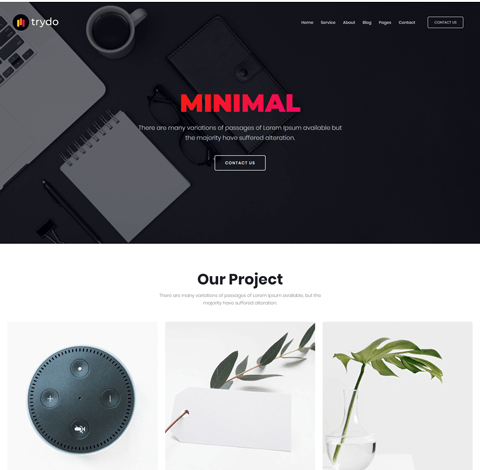 trydo
Home Service About Blog Pages Contact CONTACT US
MINIMAL
There are many variations of passages of Lorem Ipsum available but
the majority have suffered alteration.
CONTACT US
Our Project
There are many variations of passages of Lorem Ipsum available, but the
majority have suffered alteration.